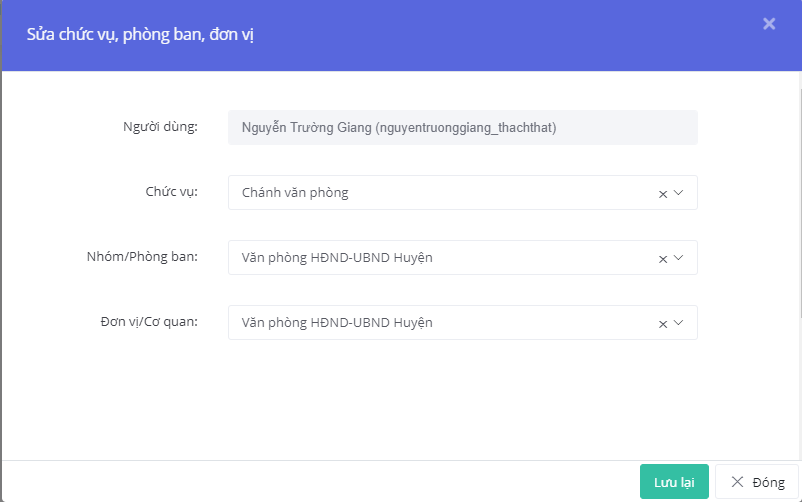 Sửa chức vụ, phòng ban, đơn vị
Người dùng: Nguyễn Trường Giang (nguyentruonggiang_thachthat)
Chức vụ: Chánh văn phòng
Nhóm/Phòng ban: Văn phòng HĐND-UBND Huyện
Đơn vị/Cơ quan: Văn phòng HĐND-UBND Huyện
Lưu lại Đóng